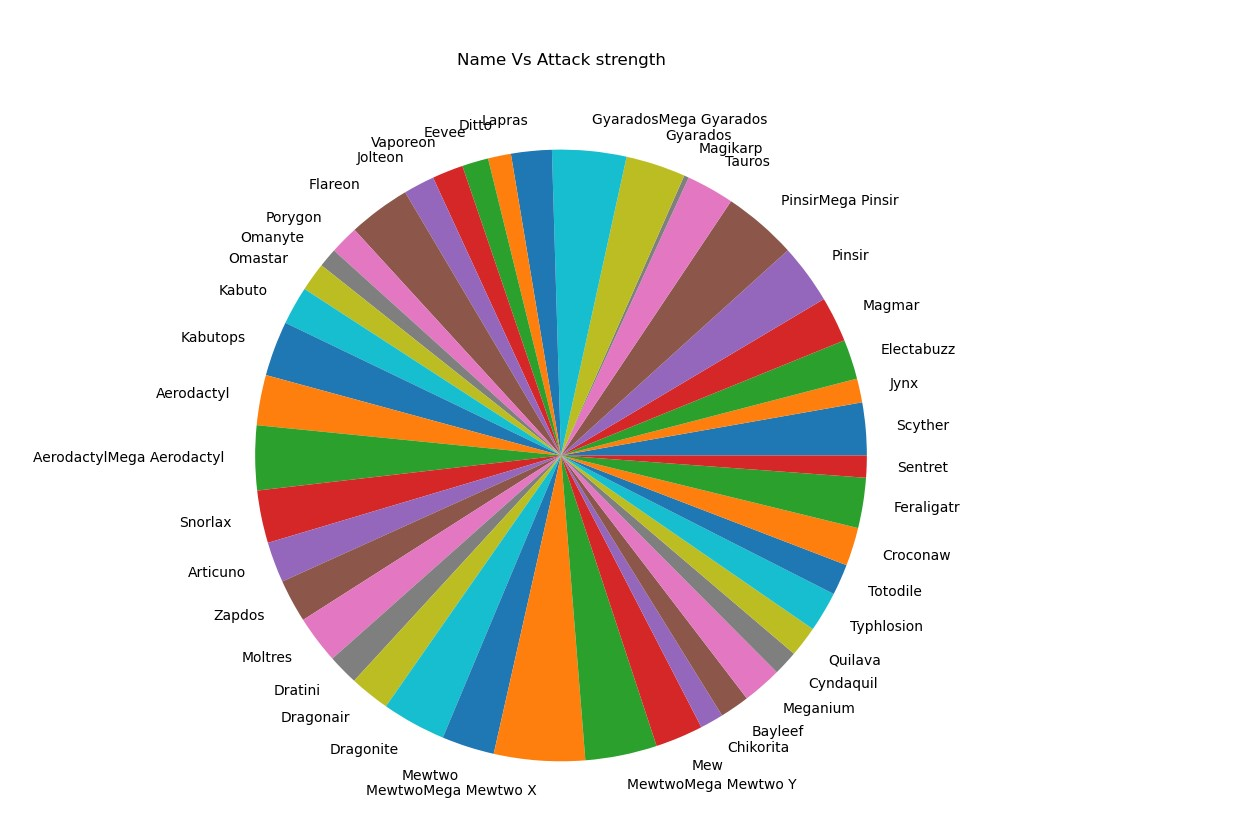 Name Vs Attack strength
Scyther
Jynx
Electabuzz
Magmar
Pinsir
PinsirMega Pinsir
Tauros
Magikarp
Gyarados
GyaradosMega Gyarados
Lapras
Ditto
Eevee
Vaporeon
Jolteon
Flareon
Porygon
Omanyte
Omastar
Kabuto
Kabutops
Aerodactyl
AerodactylMega Aerodactyl
Snorlax
Articuno
Zapdos
Moltres
Dratini
Dragonair
Dragonite
Mewtwo
MewtwoMega Mewtwo X
MewtwoMega Mewtwo Y
Mew
Chikorita
Bayleef
Meganium
Cyndaquil
Quilava
Typhlosion
Totodile
Croconaw
Feraligatr
Sentret